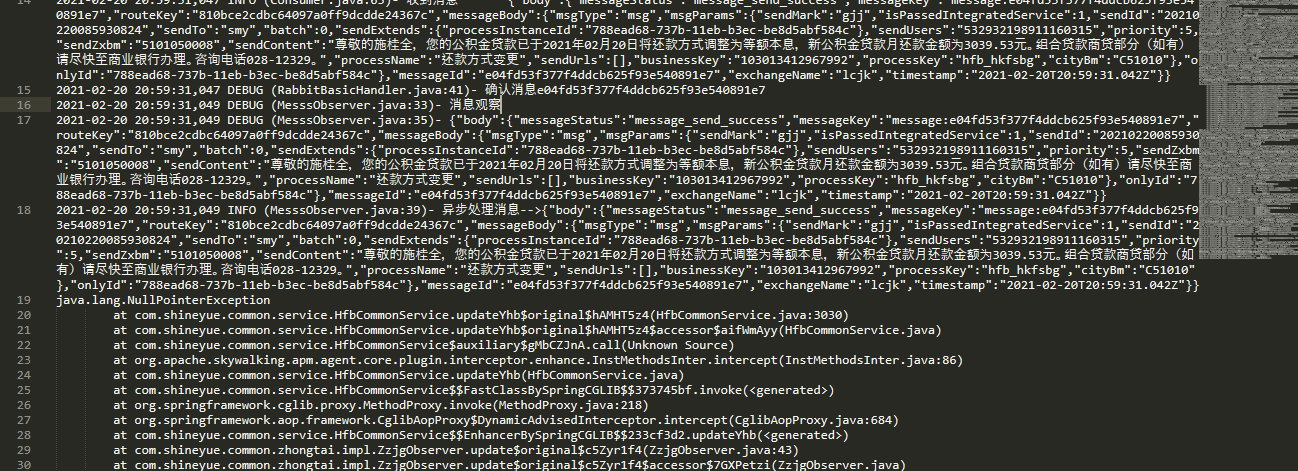 14 2021-02-20 20:59:31,047 INFO (Consumer.java:65)- 收到消息 {"body":{"messageStatus":"message_send_success","messageKey":"message:e04fd53f377f4ddcb625f93e54
0891e7","routeKey":"810bce2cdbc64097a0ff9dcdde24367c","messageBody":{"msgType":"msg","msgParams":{"sendMark":"gjj","isPassedIntegratedService":1,"sendId":"20210
220085930824","sendTo":"smy","batch":0,"sendExtends":{"processInstanceId":"788ead68-737b-11eb-b3ec-be8d5abf584c"},"sendUsers":"532932198911160315","priority":5,
"sendZxbm":"5101050008","sendContent":"尊敬的施桂全，您的公积金贷款已于2021年02月20日将还款方式调整为等额本息，新公积金贷款月还款金额为3039.53元。组合贷款商贷部分（如有）
请尽快至商业银行办理。咨询电话028-12329。","processName":"还款方式变更","sendUrls":[],"businessKey":"103013412967992","processKey":"hfb_hkfsbg","cityBm":"C51010"},"o
nlyId":"788ead68-737b-11eb-b3ec-be8d5abf584c"},"messageId":"e04fd53f377f4ddcb625f93e540891e7","exchangeName":"lcjk","timestamp":"2021-02-20T20:59:31.042Z"}}
15 2021-02-20 20:59:31,047 DEBUG (RabbitBasicHandler.java:41)- 确认消息e04fd53f377f4ddcb625f93e540891e7
16 2021-02-20 20:59:31,049 DEBUG (MesssObserver.java:33)- 消息观察
17 2021-02-20 20:59:31,049 DEBUG (MesssObserver.java:35)- {"body":{"messageStatus":"message_send_success","messageKey":"message:e04fd53f377f4ddcb625f93e540891e7","
routeKey":"810bce2cdbc64097a0ff9dcdde24367c","messageBody":{"msgType":"msg","msgParams":{"sendMark":"gjj","isPassedIntegratedService":1,"sendId":"20210220085930
824","sendTo":"smy","batch":0,"sendExtends":{"processInstanceId":"788ead68-737b-11eb-b3ec-be8d5abf584c"},"sendUsers":"532932198911160315","priority":5,"sendZxbm
":"5101050008","sendContent":"尊敬的施桂全，您的公积金贷款已于2021年02月20日将还款方式调整为等额本息，新公积金贷款月还款金额为3039.53元。组合贷款商贷部分（如有）请尽快至商
业银行办理。咨询电话028-12329。","processName":"还款方式变更","sendUrls":[],"businessKey":"103013412967992","processKey":"hfb_hkfsbg","cityBm":"C51010"},"onlyId":"7
88ead68-737b-11eb-b3ec-be8d5abf584c"},"messageId":"e04fd53f377f4ddcb625f93e540891e7","exchangeName":"lcjk","timestamp":"2021-02-20T20:59:31.042Z"}}
18 2021-02-20 20:59:31,049 INFO (MesssObserver.java:39)- 异步处理消息-->{"body":{"messageStatus":"message_send_success","messageKey":"message:e04fd53f377f4ddcb625f9
3e540891e7","routeKey":"810bce2cdbc64097a0ff9dcdde24367c","messageBody":{"msgType":"msg","msgParams":{"sendMark":"gjj","isPassedIntegratedService":1,"sendId":"2
0210220085930824","sendTo":"smy","batch":0,"sendExtends":{"processInstanceId":"788ead68-737b-11eb-b3ec-be8d5abf584c"},"sendUsers":"532932198911160315","priority
":5,"sendZxbm":"5101050008","sendContent":"尊敬的施桂全，您的公积金贷款已于2021年02月20日将还款方式调整为等额本息，新公积金贷款月还款金额为3039.53元。组合贷款商贷部分（如
有）请尽快至商业银行办理。咨询电话028-12329。","processName":"还款方式变更","sendUrls":[],"businessKey":"103013412967992","processKey":"hfb_hkfsbg","cityBm":"C51010"
},"onlyId":"788ead68-737b-11eb-b3ec-be8d5abf584c"},"messageId":"e04fd53f377f4ddcb625f93e540891e7","exchangeName":"lcjk","timestamp":"2021-02-20T20:59:31.042Z"}}
19 java.lang.NullPointerException
20 at com.shineyue.common.service.HfbCommonService.updateYhb$original$hAMHT5z4(HfbCommonService.java:3030)
21 at com.shineyue.common.service.HfbCommonService.updateYhb$original$hAMHT5z4$accessor$aifWmAyy(HfbCommonService.java)
22 at com.shineyue.common.service.HfbCommonService$auxiliary$gMbCZJnA.call(Unknown Source)
23 at org.apache.skywalking.apm.agent.core.plugin.interceptor.enhance.InstMethodsInter.intercept(InstMethodsInter.java:86)
24 at com.shineyue.common.service.HfbCommonService.updateYhb(HfbCommonService.java)
25 at com.shineyue.common.service.HfbCommonService$$FastClassBySpringCGLIB$$373745bf.invoke(<generated>)
26 at org.springframework.cglib.proxy.MethodProxy.invoke(MethodProxy.java:218)
27 at org.springframework.aop.framework.CglibAopProxy$DynamicAdvisedInterceptor.intercept(CglibAopProxy.java:684)
28 at com.shineyue.common.service.HfbCommonService$$EnhancerBySpringCGLIB$$233cf3d2.updateYhb(<generated>)
29 at com.shineyue.common.zhongtai.impl.ZzjgObserver.update$original$c5Zyr1f4(ZzjgObserver.java:43)
30 at com.shineyue.common.zhongtai.impl.ZzjgObserver.update$original$c5Zyr1f4$accessor$7GXPetzi(ZzjgObserver.java)